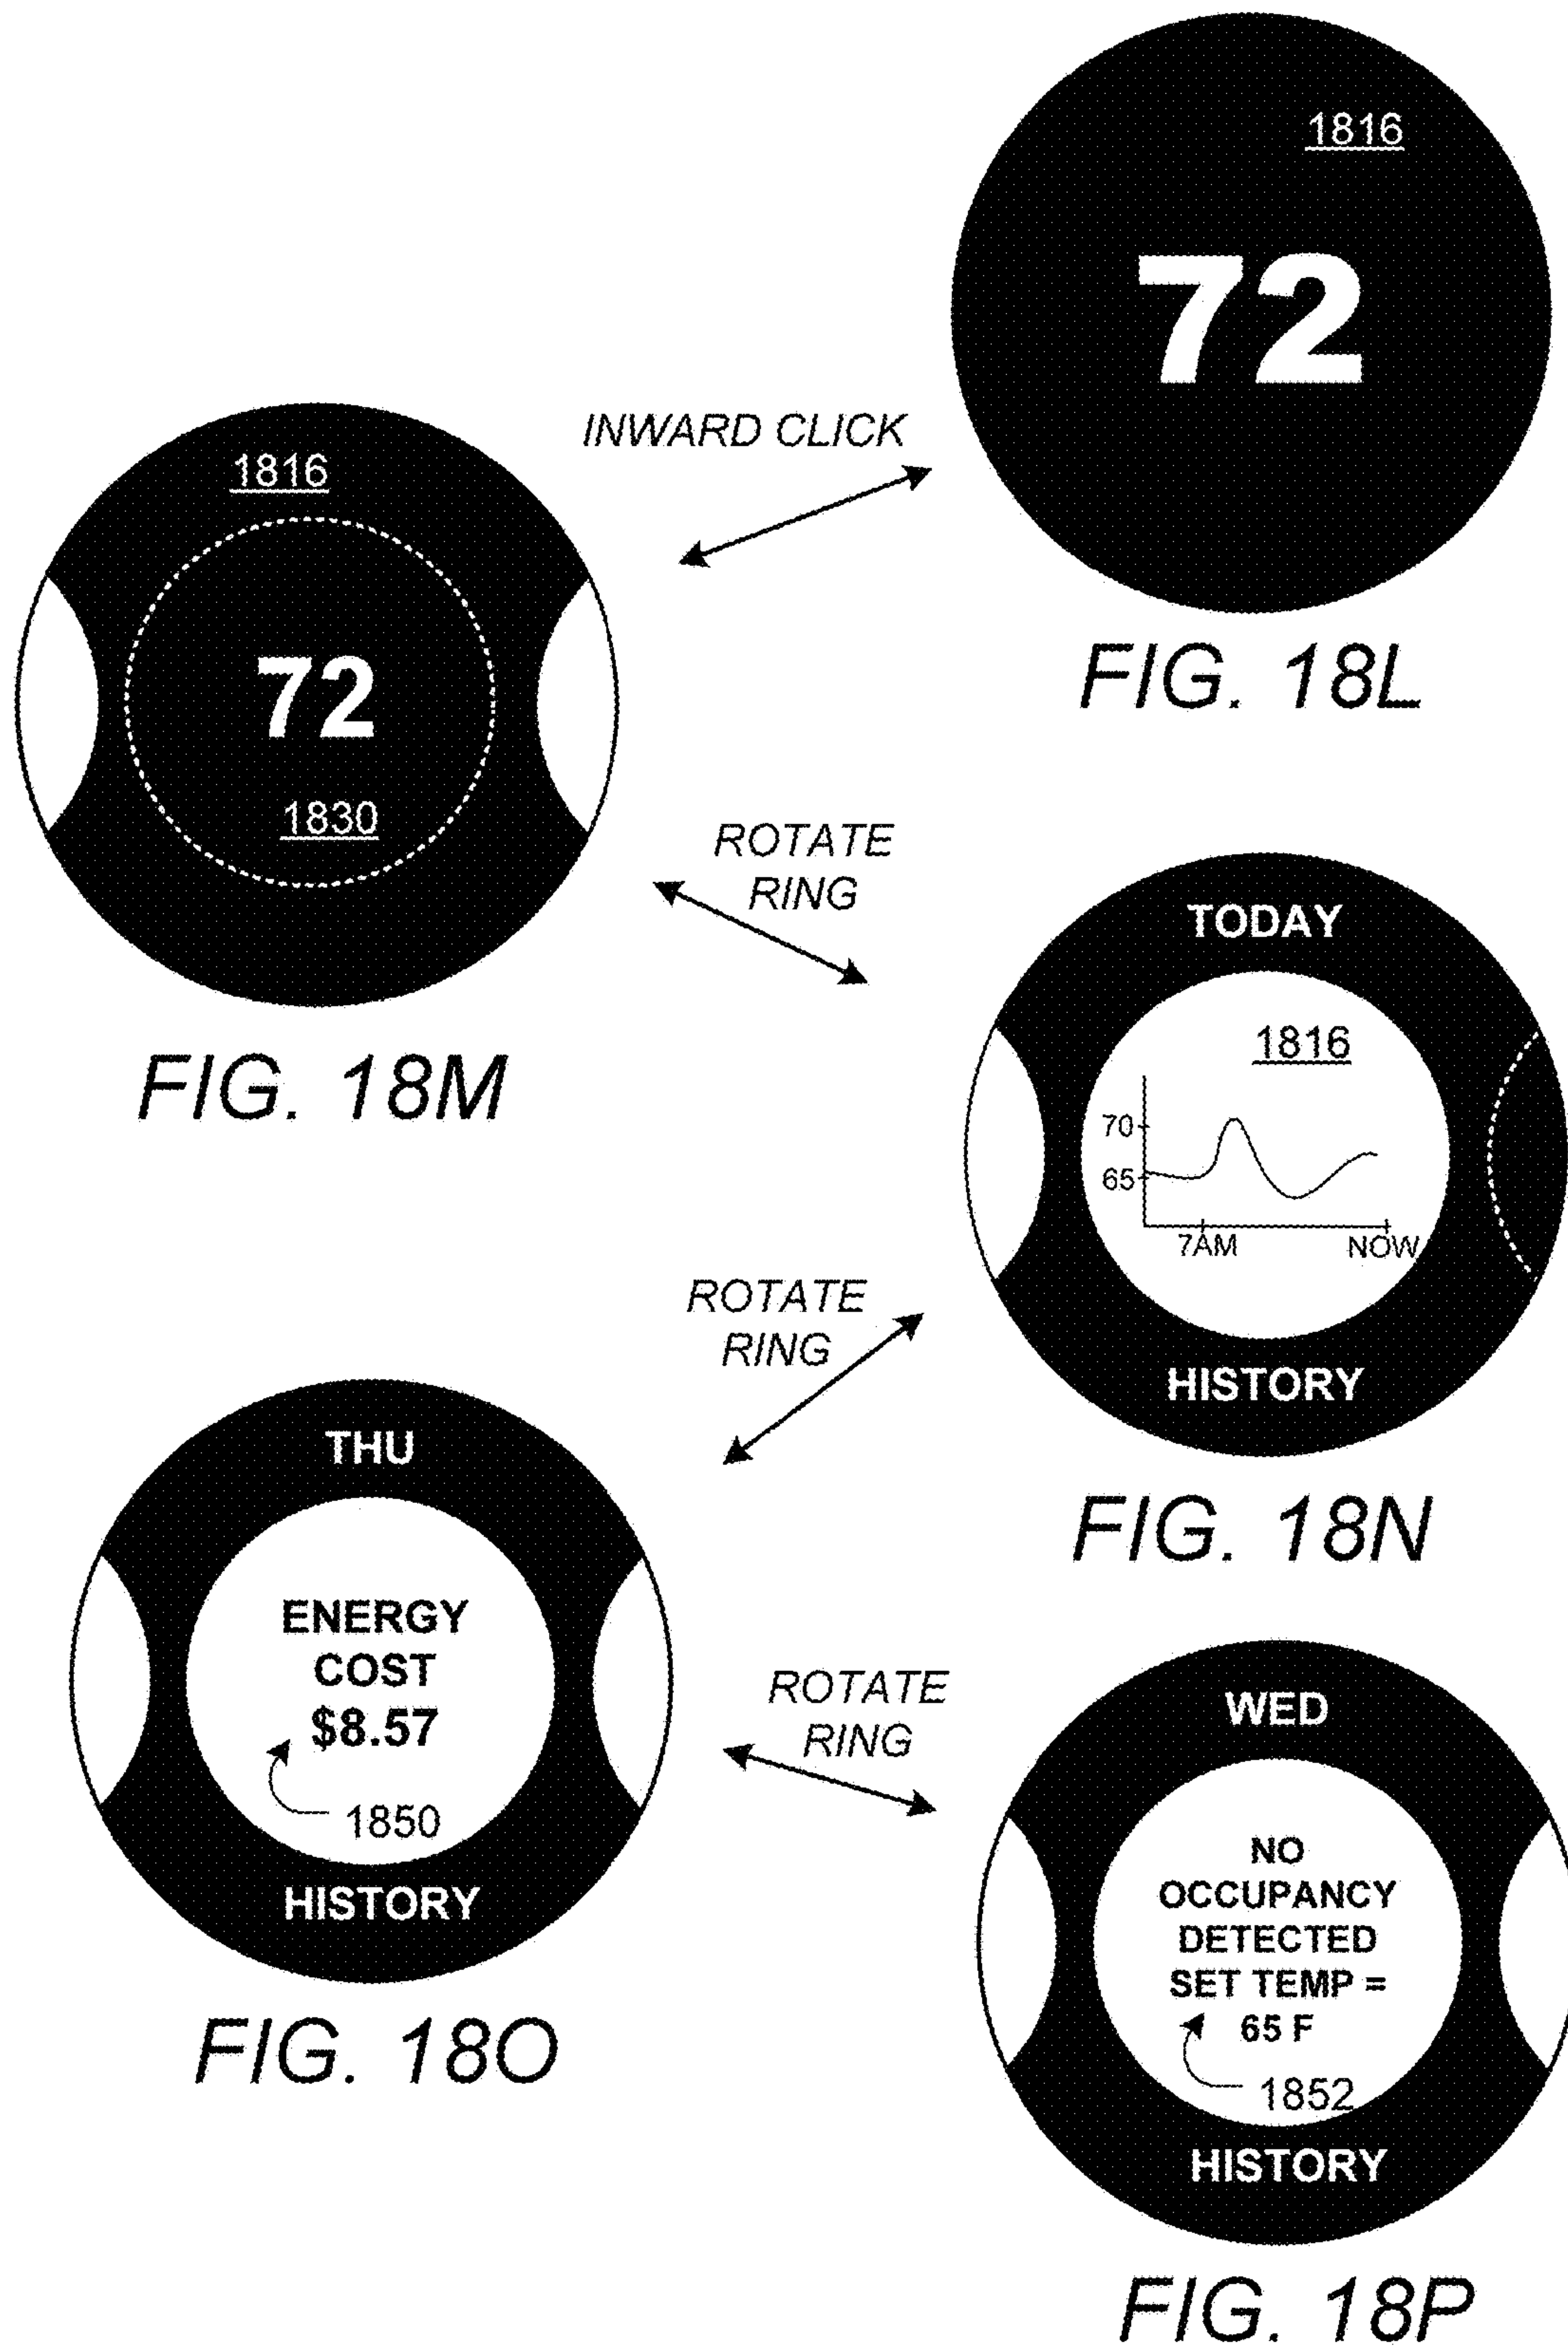 1816
72
FIG. 18L
INWARD CLICK
1816
72
1830
FIG. 18M
ROTATE
RING
TODAY
1816
70
65
7AM NOW
HISTORY
FIG. 18N
ROTATE
RING
THU
ENERGY
COST
$8.57
1850
HISTORY
FIG. 18O
ROTATE
RING
WED
NO
OCCUPANCY
DETECTED
SET TEMP =
65 F
1852
HISTORY
FIG. 18P